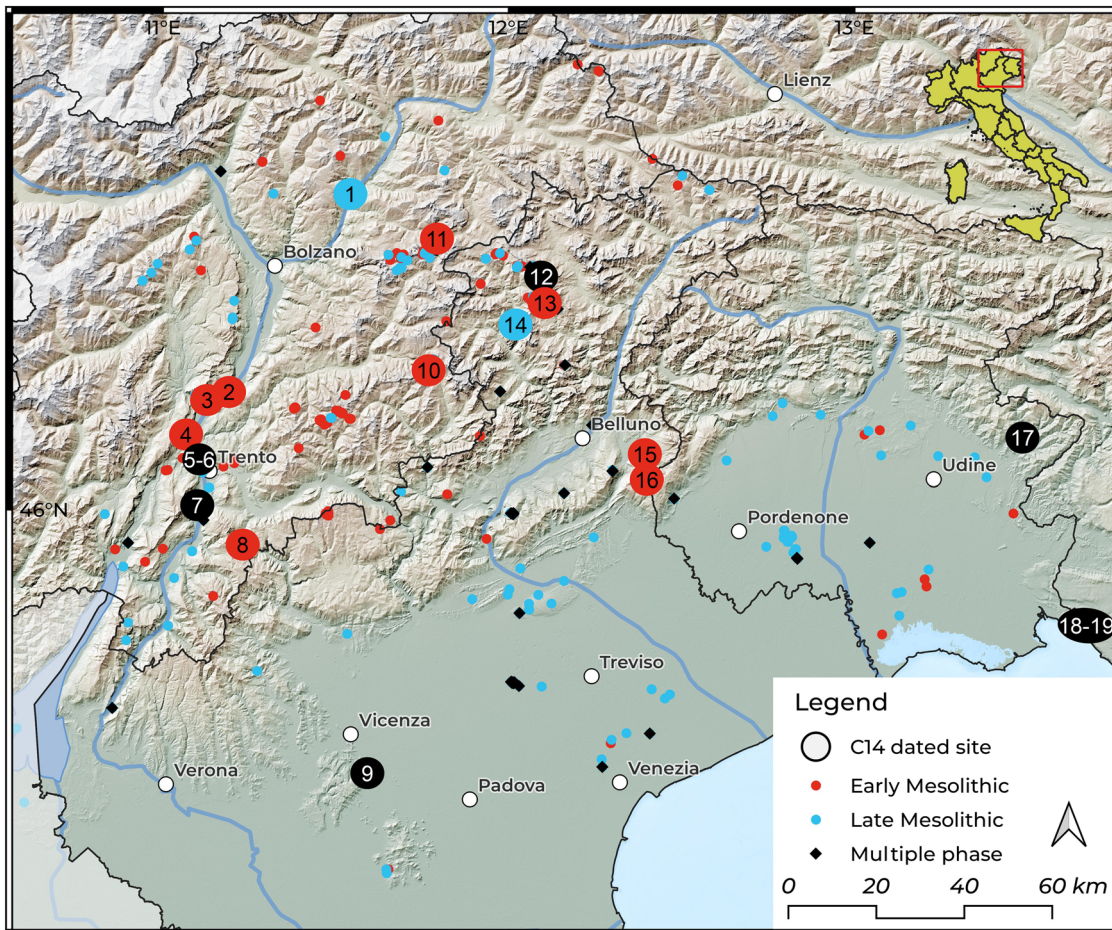 11°E
12°E
13°E
Lienz
1
Bolzano
11
12
13
14
10
2
3
4
Belluno
15
17
5-6
Trento
16
Udine
7
46°N
Pordenone
8
18-19
Treviso
Legend
Vicenza
C14 dated site
9
Venezia
Verona
Padova
Early Mesolithic
Late Mesolithic
Multiple phase
0 20 40 60 km